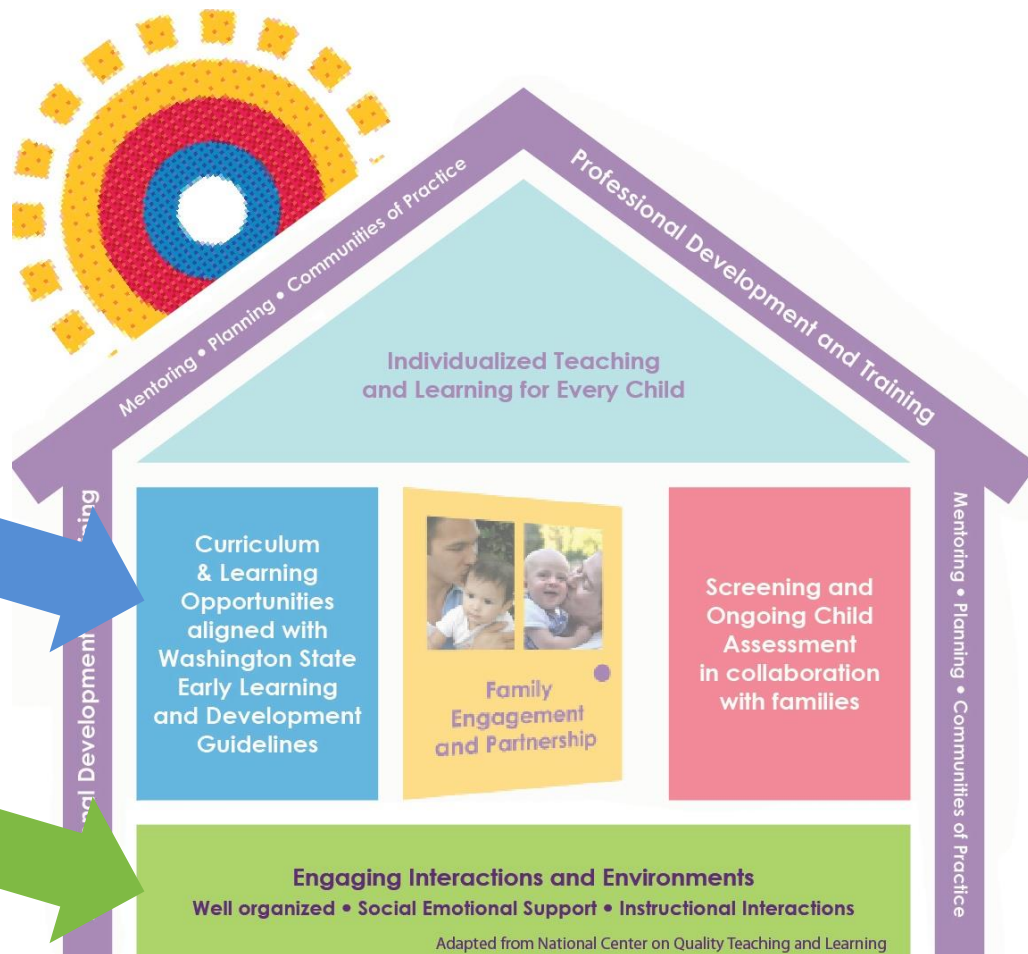 Mentoring • Planning • Communities of Practice
Professional Development and Training
Individualized Teaching
and Learning for Every Child
Curriculum
& Learning
Opportunities
aligned with
Washington State
Early Learning
and Development
Guidelines
Family
Engagement
and Partnership
Screening and
Ongoing Child
Assessment
in collaboration
with families
Development
Mentoring • Planning • Communities of Practice
Engaging Interactions and Environments
Well organized • Social Emotional Support • Instructional Interactions
Adapted from National Center on Quality Teaching and Learning